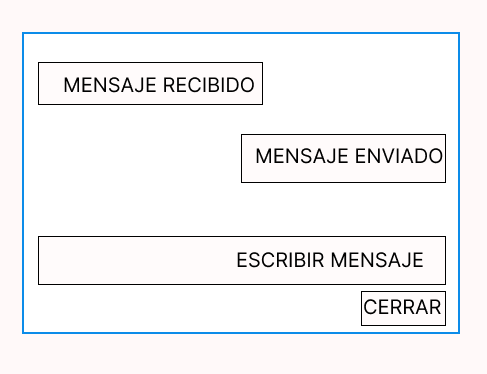 MENSAJE RECIBIDO
MENSAJE ENVIADO
ESCRIBIR MENSAJE
CERRAR